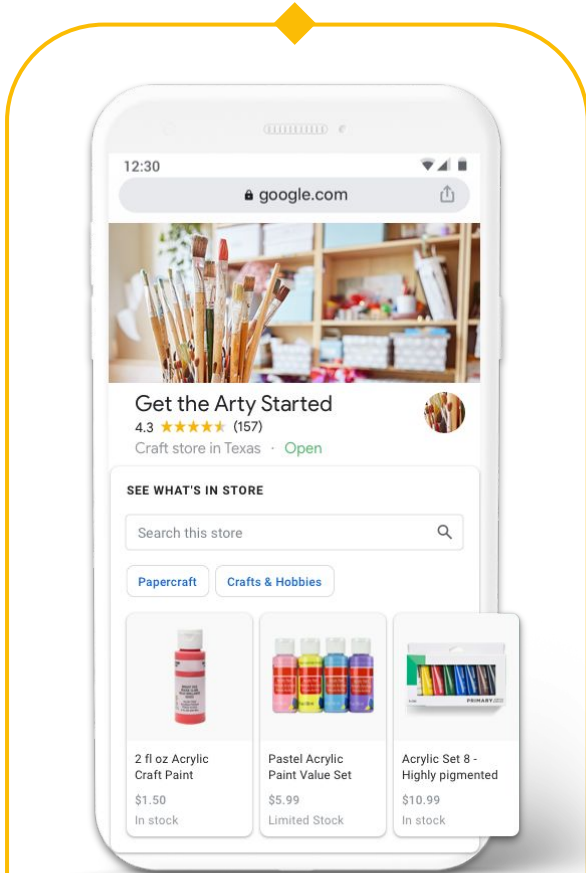 12:30
google.com
Get the Arty Started
4.3 (157)
Craft store in Texas · Open
SEE WHAT'S IN STORE
Search this store
Papercraft
Crafts & Hobbies
PRIMARY
2 fl oz Acrylic
Craft Paint
$1.50
In stock
Pastel Acrylic
Paint Value Set
$5.99
Limited Stock
Acrylic Set 8 -
Highly pigmented
$10.99
In stock